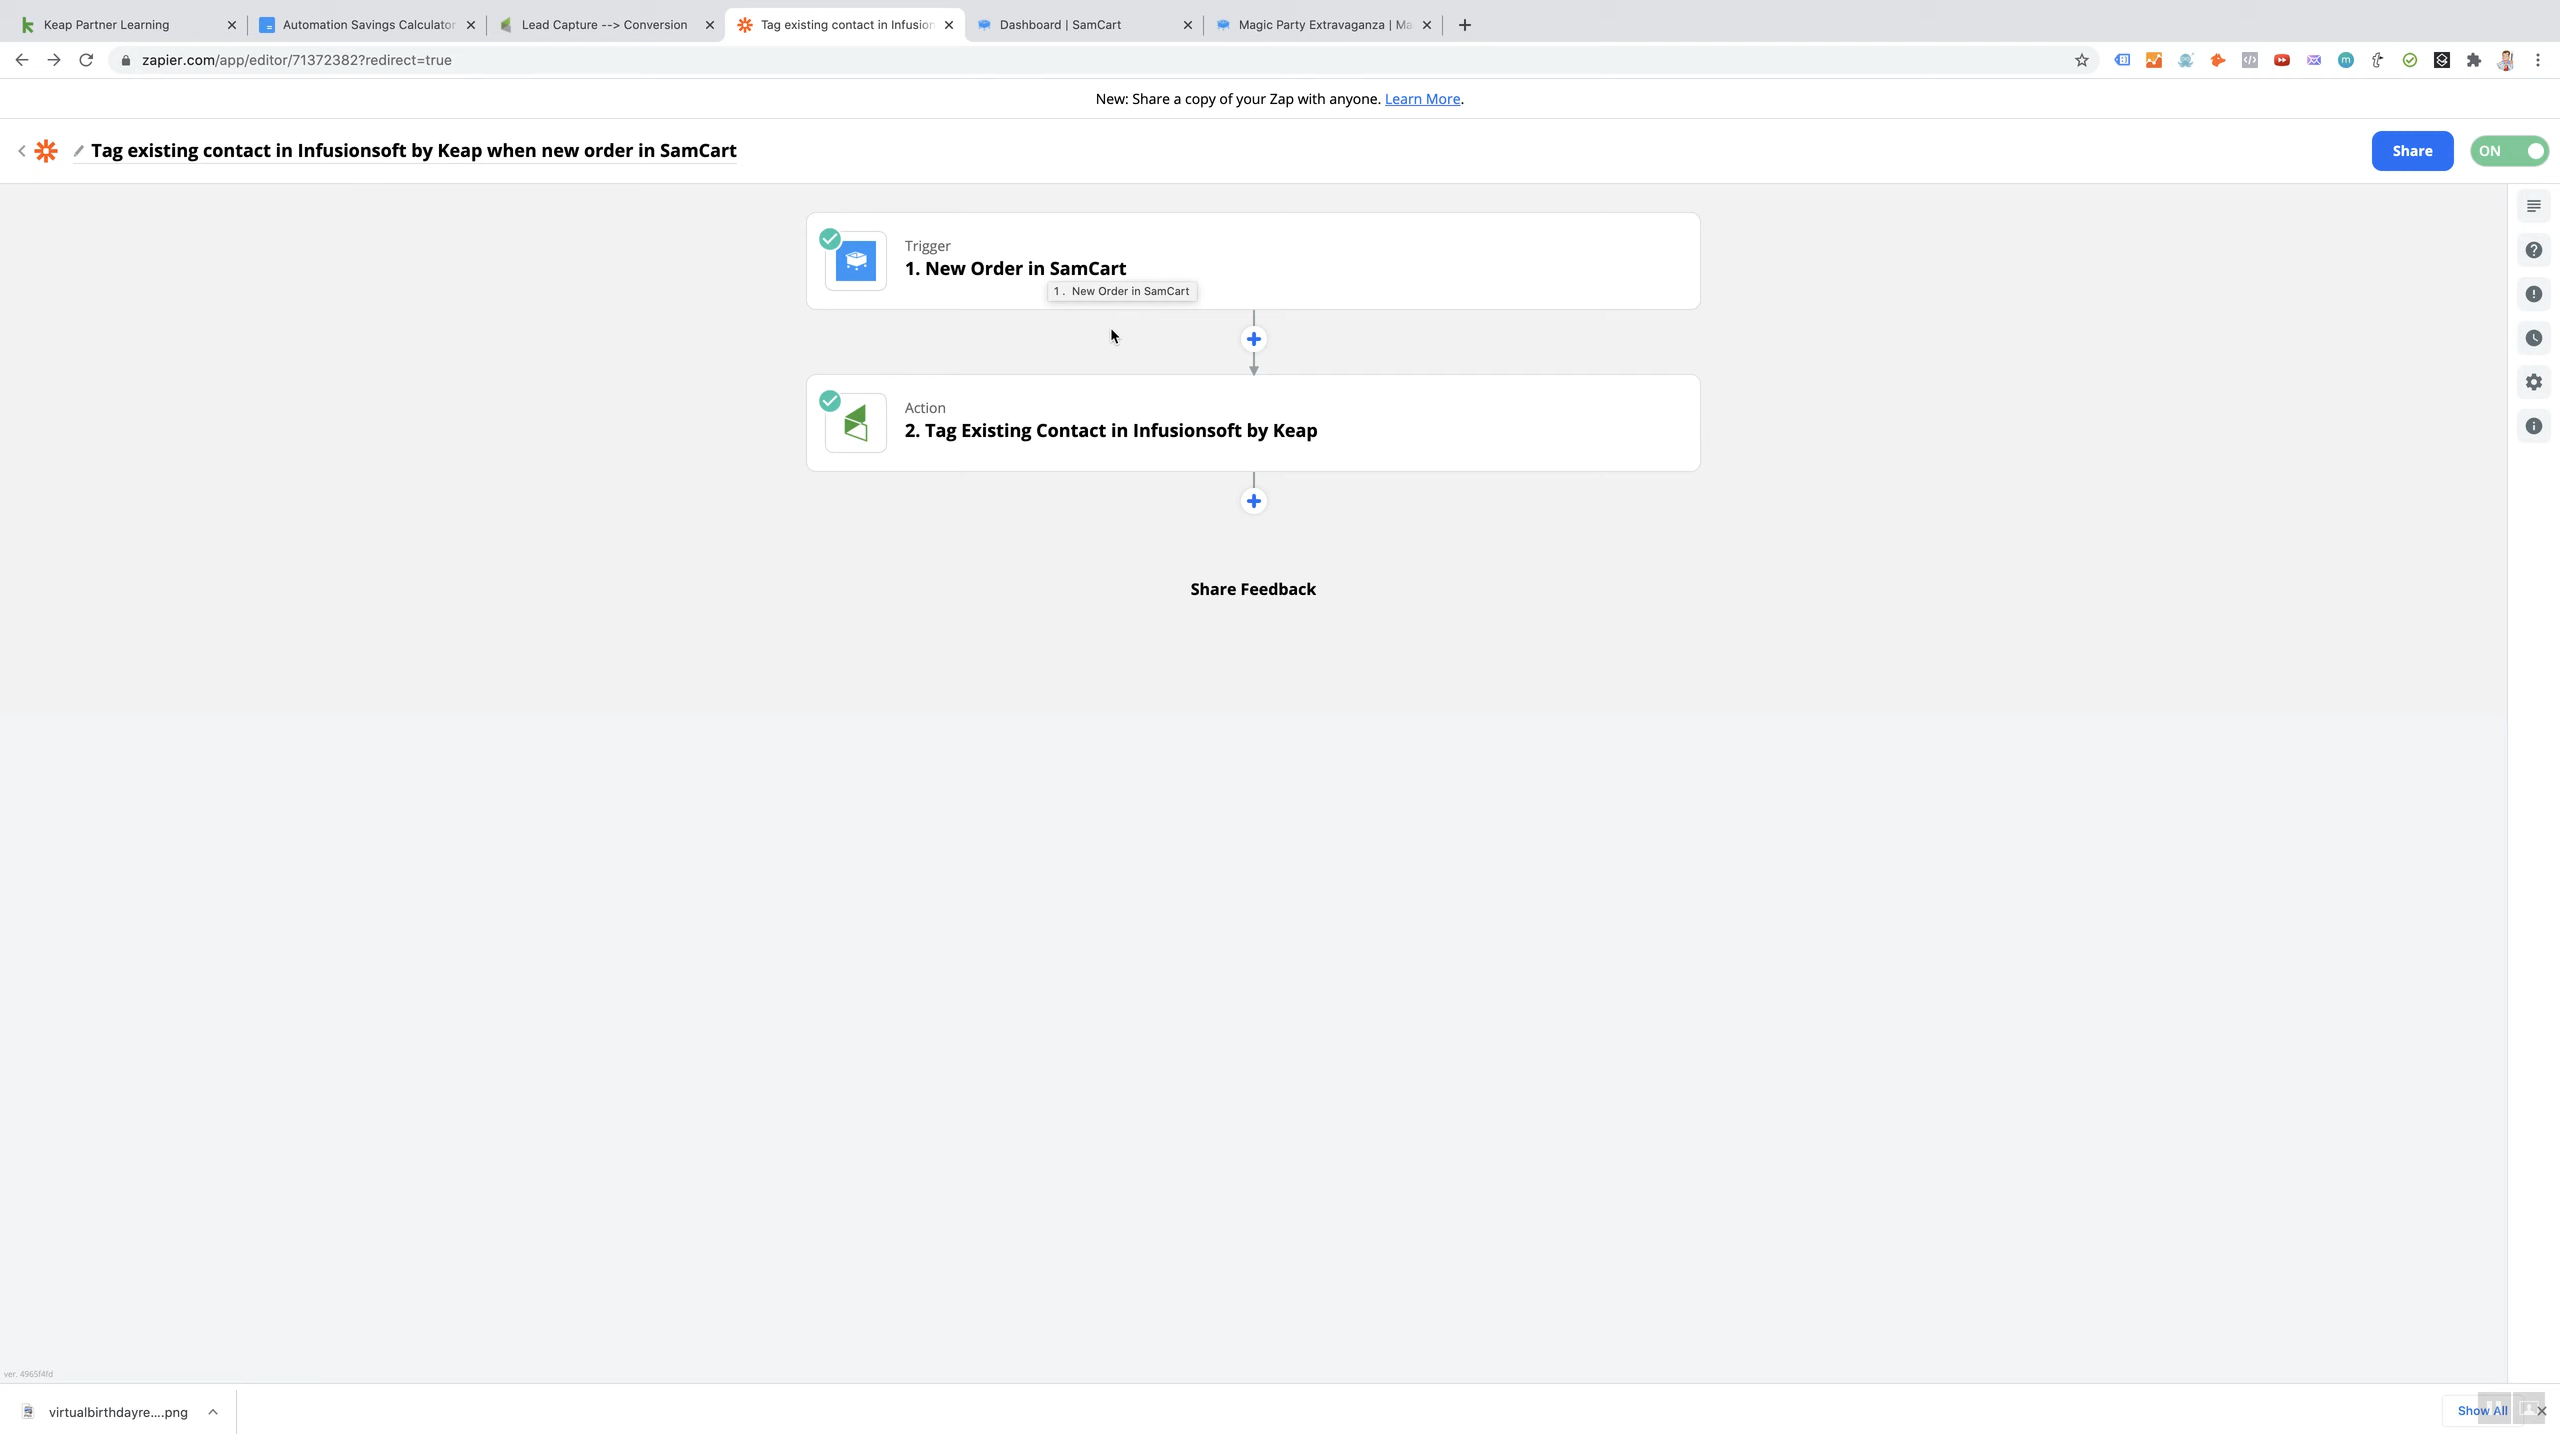 Keap Partner Learning
Automation Savings Calculator
Lead Capture --> Conversion
Tag existing contact in Infusion
Dashboard | SamCart
Magic Party Extravaganza | Ma
zapier.com/app/editor/71372382?redirect=true
New: Share a copy of your Zap with anyone. Learn More.
Tag existing contact in Infusionsoft by Keap when new order in SamCart
Share
ON
Trigger
1. New Order in SamCart
1. New Order in SamCart
Action
2. Tag Existing Contact in Infusionsoft by Keap
Share Feedback
ver. 4965f4fd
virtualbirthdayre....png
Show All